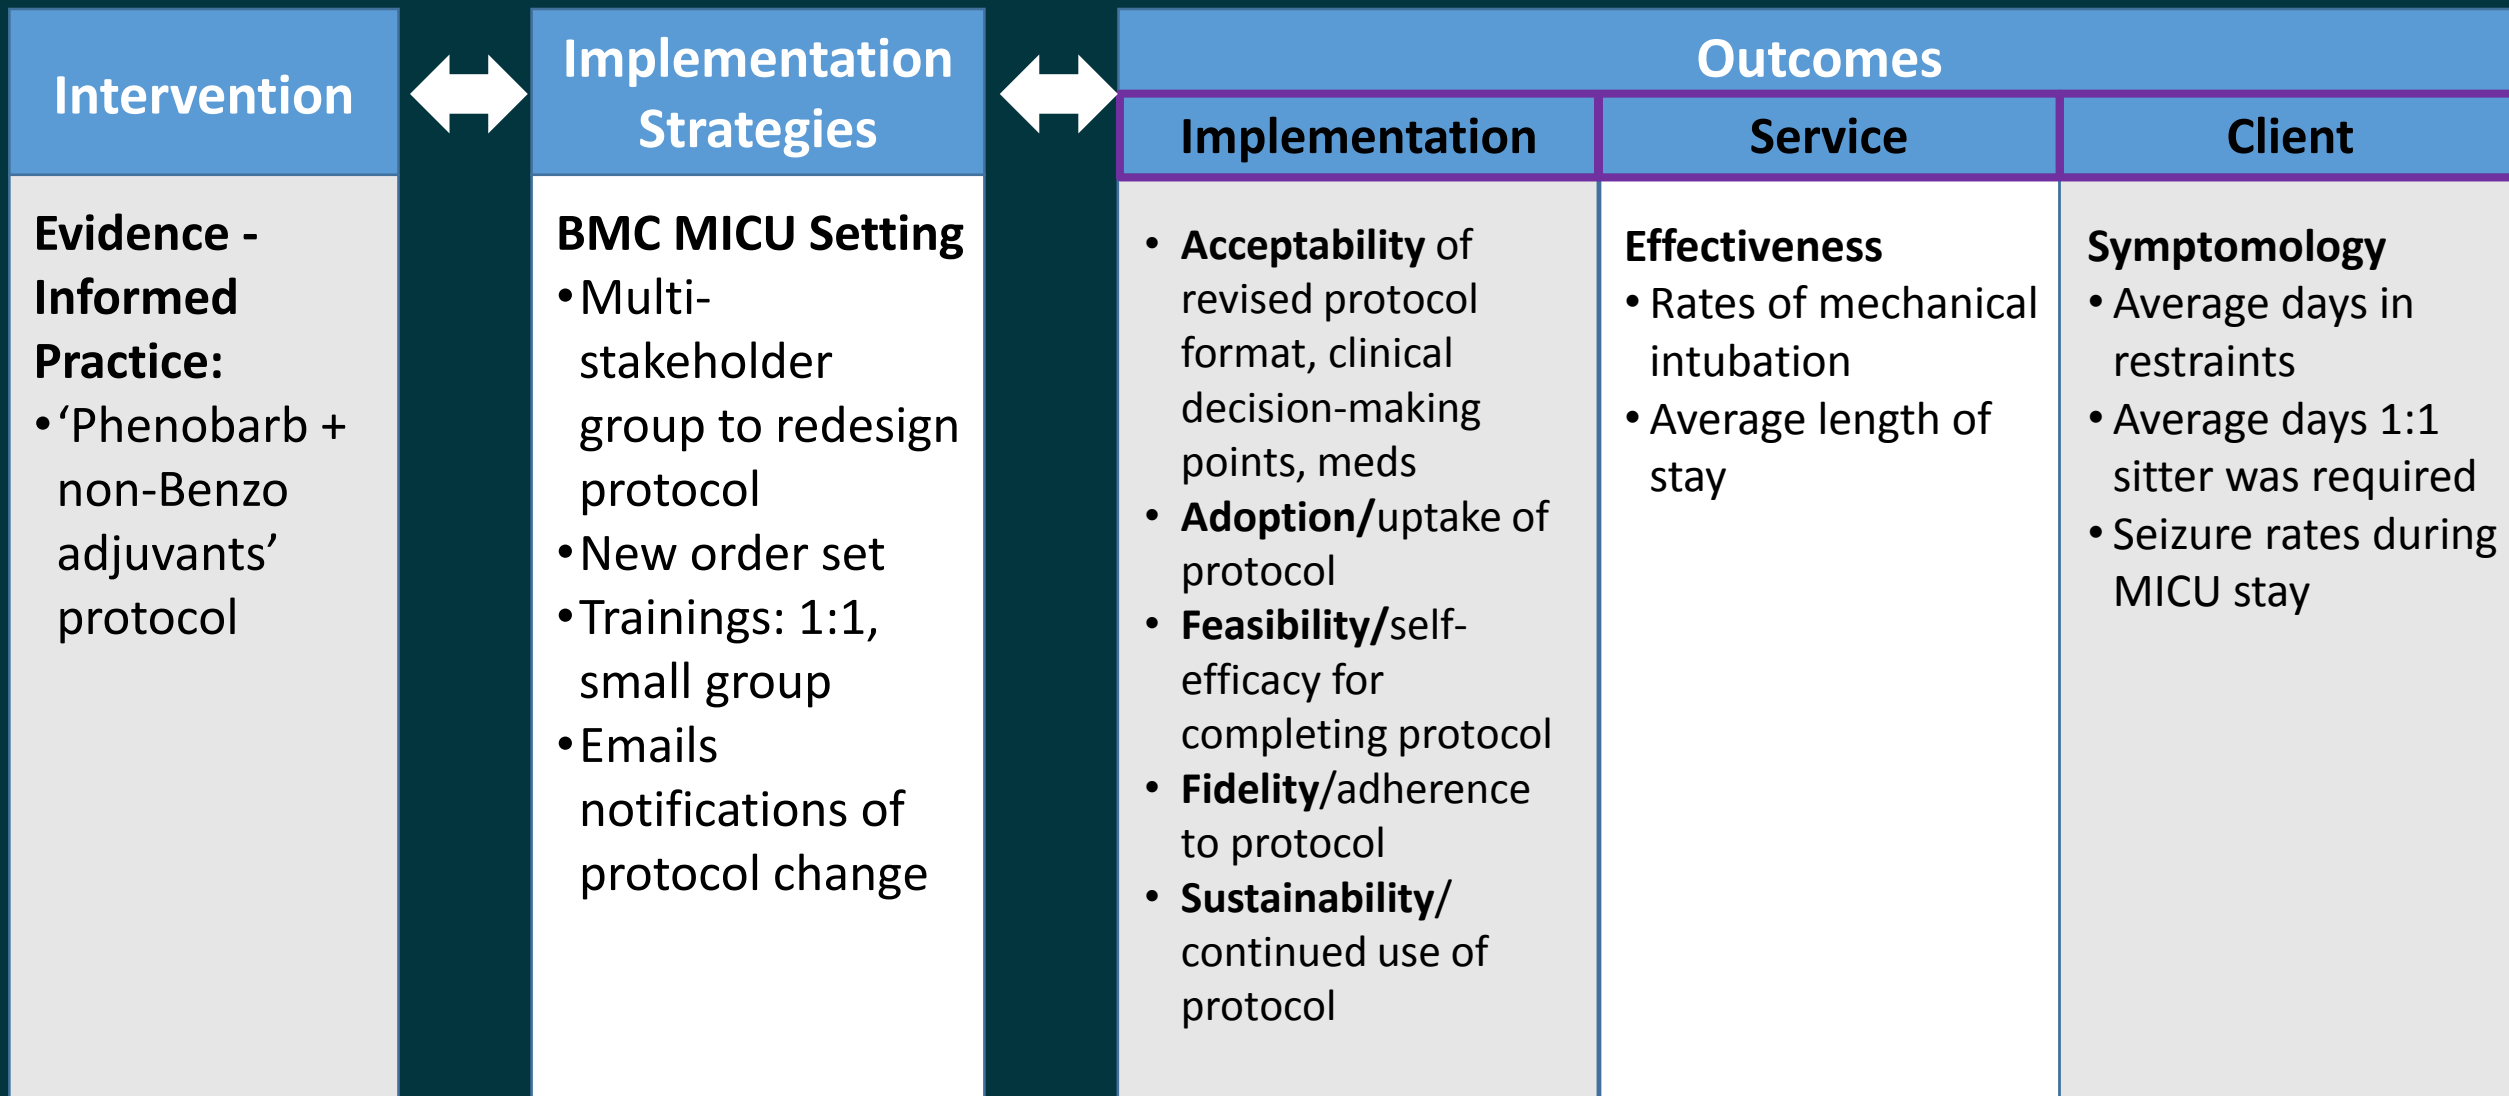 Intervention
Evidence -
Informed
Practice:
•‘Phenobarb +
non-Benzo
adjuvants’
protocol
Implementation
Strategies
BMC MICU Setting
•Multi-
stakeholder
group to redesign
protocol
•New order set
•Trainings: 1:1,
small group
•Emails
notifications of
protocol change
Outcomes
Implementation
• Acceptability of
revised protocol
format, clinical
decision-making
points, meds
• Adoption/uptake of
protocol
• Feasibility/self-
efficacy for
completing protocol
• Fidelity/adherence
to protocol
• Sustainability/
continued use of
protocol
Service
Effectiveness
• Rates of mechanical
intubation
• Average length of
stay
Client
Symptomology
• Average days in
restraints
• Average days 1:1
sitter was required
• Seizure rates during
MICU stay